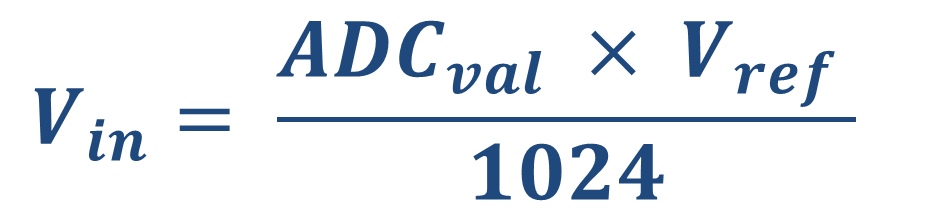 V_in = (ADC_val × V_ref) / 1024